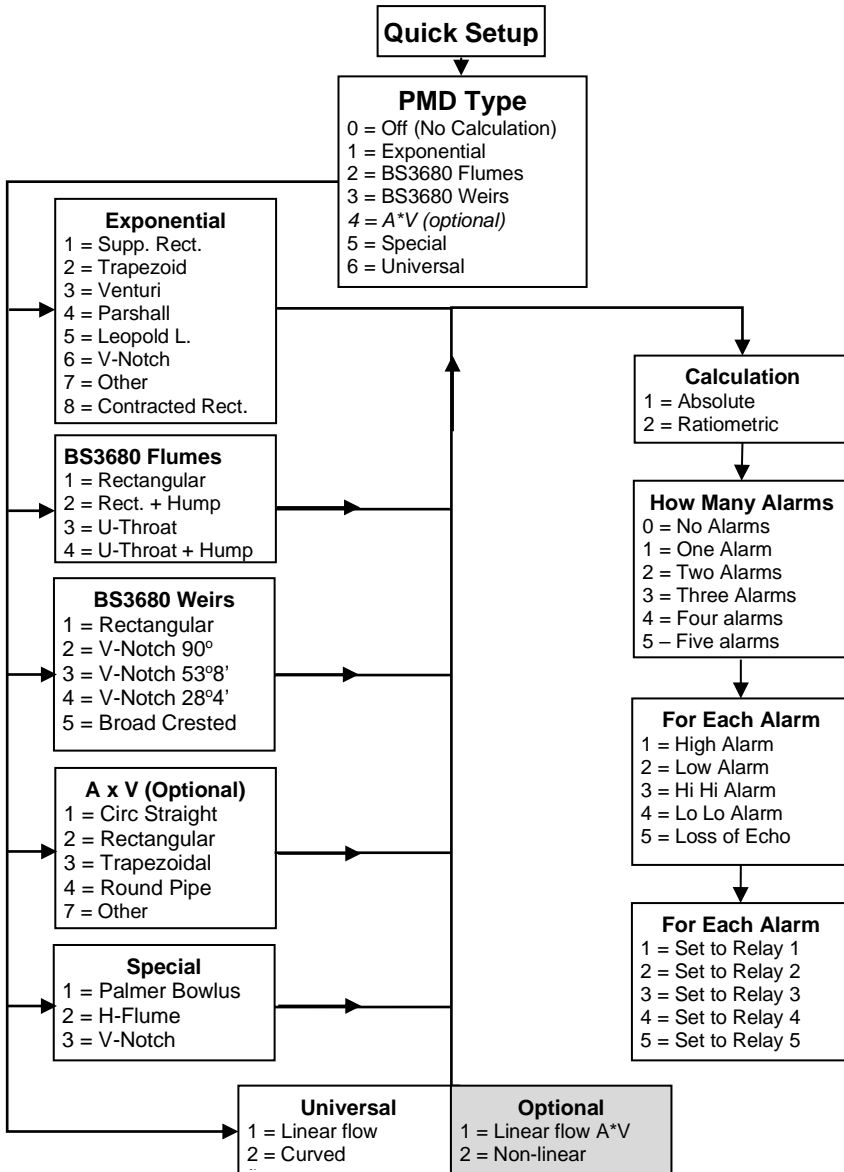 Quick Setup
PMD Type
0 = Off (No Calculation)
1 = Exponential
2 = BS3680 Flumes
3 = BS3680 Weirs
4 = A*V (optional)
5 = Special
6 = Universal
Exponential
1 = Supp. Rect.
2 = Trapezoid
3 = Venturi
4 = Parshall
5 = Leopold L.
6 = V-Notch
7 = Other
8 = Contracted Rect.
BS3680 Flumes
1 = Rectangular
2 = Rect. + Hump
3 = U-Throat
4 = U-Throat + Hump
BS3680 Weirs
1 = Rectangular
2 = V-Notch 90º
3 = V-Notch 53º8’
4 = V-Notch 28º4’
5 = Broad Crested
A x V (Optional)
1 = Circ Straight
2 = Rectangular
3 = Trapezoidal
4 = Round Pipe
7 = Other
Special
1 = Palmer Bowlus
2 = H-Flume
3 = V-Notch
Universal
1 = Linear flow
2 = Curved
Optional
1 = Linear flow A*V
2 = Non-linear
Calculation
1 = Absolute
2 = Ratiometric
How Many Alarms
0 = No Alarms
1 = One Alarm
2 = Two Alarms
3 = Three Alarms
4 = Four alarms
5 – Five alarms
For Each Alarm
1 = High Alarm
2 = Low Alarm
3 = Hi Hi Alarm
4 = Lo Lo Alarm
5 = Loss of Echo
For Each Alarm
1 = Set to Relay 1
2 = Set to Relay 2
3 = Set to Relay 3
4 = Set to Relay 4
5 = Set to Relay 5